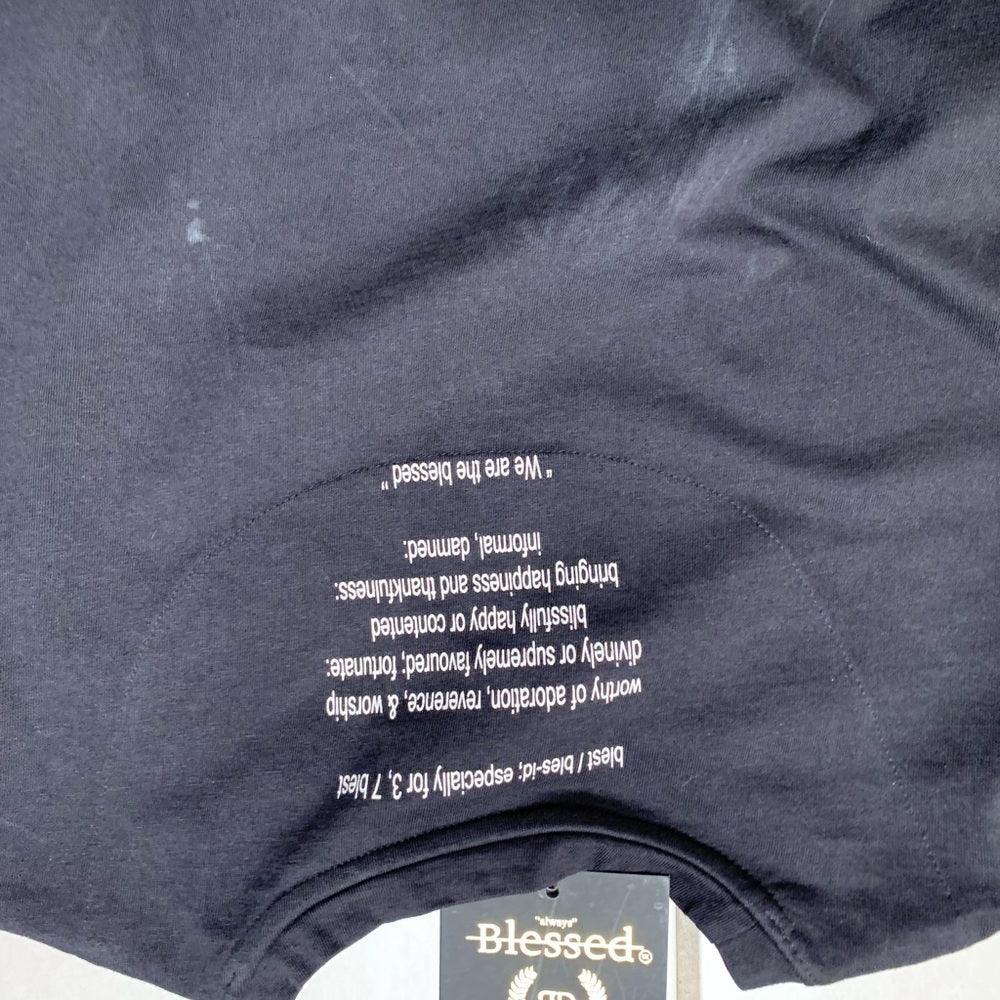 blest / bles-id; especially for 3, 7 blest
worthy of adoration, reverence, & worship
divinely or supremely favoured; fortunate:
blissfully happy or contented
bringing happiness and thankfulness:
informal, damned:
“ We are the blessed ”
"always"
Blessed